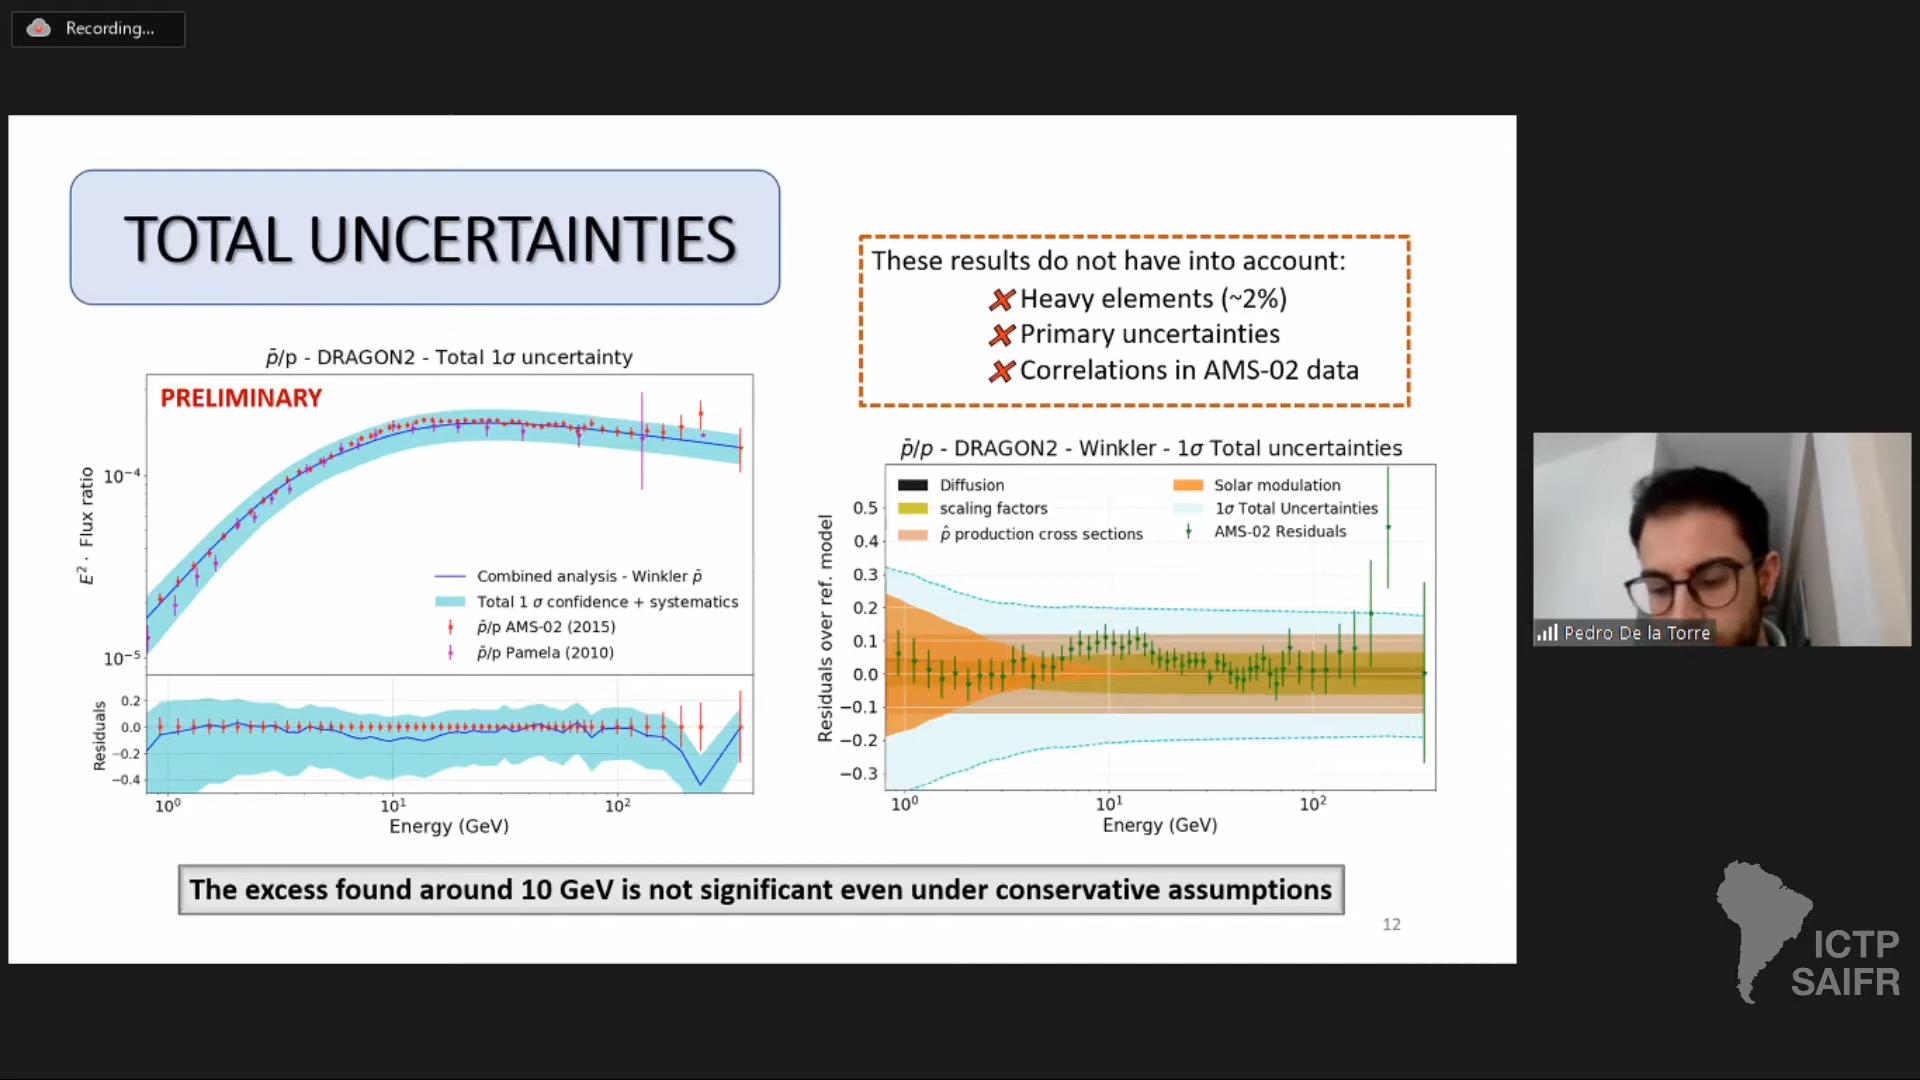 Recording...
TOTAL UNCERTAINTIES
These results do not have into account:
Heavy elements (~2%)
Primary uncertainties
Correlations in AMS-02 data
p̄/p - DRAGON2 - Total 1σ uncertainty
PRELIMINARY
E²· Flux ratio
10⁻⁴
10⁻⁵
Combined analysis - Winkler p̄
Total 1 σ confidence + systematics
p̄/p AMS-02 (2015)
p̄/p Pamela (2010)
Residuals
0.2
0.0
−0.2
−0.4
10⁰ 10¹ 10²
Energy (GeV)
p̄/p - DRAGON2 - Winkler - 1σ Total uncertainties
Diffusion
scaling factors
p̂ production cross sections
Solar modulation
1σ Total Uncertainties
AMS-02 Residuals
Residuals over ref. model
0.5
0.4
0.3
0.2
0.1
0.0
−0.1
−0.2
−0.3
10⁰ 10¹ 10²
Energy (GeV)
The excess found around 10 GeV is not significant even under conservative assumptions
12
Pedro De la Torre
ICTP
SAIFR